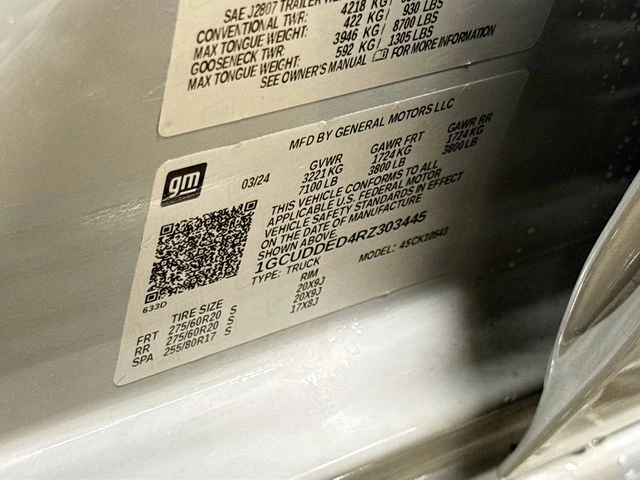 SAE J2807 TRAILER
CONVENTIONAL TWR: 4218 KG/
MAX TONGUE WEIGHT: 422 KG/ 930 LBS
GOOSENECK TWR: 3946 KG/ 8700 LBS
MAX TONGUE WEIGHT: 592 KG/ 1305 LBS
SEE OWNER'S MANUAL FOR MORE INFORMATION
gm
MFD BY GENERAL MOTORS LLC
03/24 GVWR GAWR FRT GAWR RR
3221 KG 1724 KG 1724 KG
7100 LB 3800 LB 3800 LB
THIS VEHICLE CONFORMS TO ALL
APPLICABLE U.S. FEDERAL MOTOR
VEHICLE SAFETY STANDARDS IN EFFECT
ON THE DATE OF MANUFACTURE
SHOWN ABOVE.
1GCUDDED4RZ303445
TYPE: TRUCK MODEL: 45CK10543
633D
TIRE SIZE RIM
FRT 275/60R20 S 20X9J
RR 275/60R20 S 20X9J
SPA 255/80R17 S 17X8J